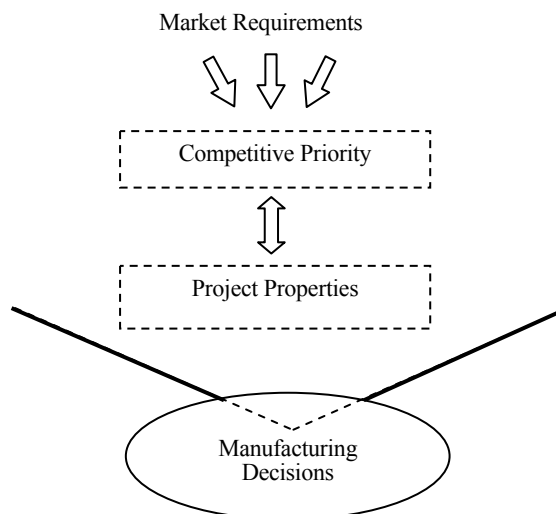 Market Requirements
Competitive Priority
Project Properties
Manufacturing
Decisions